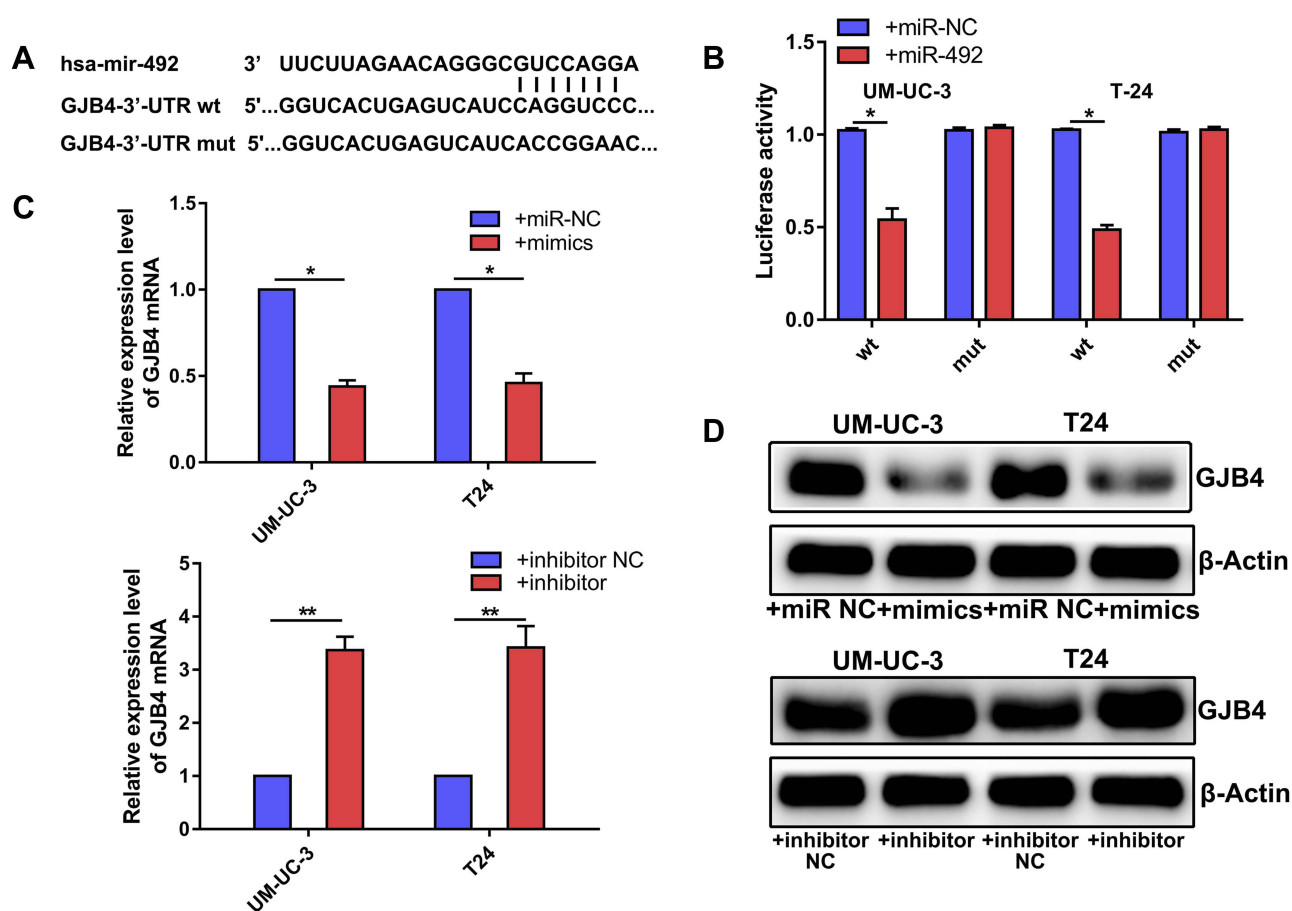 A
hsa-mir-492 3' UUCUUAGAACAGGGCGUCCAGGA
GJB4-3'-UTR wt 5'...GGUCACUGAGUCAUCCAGGUCCC...
GJB4-3'-UTR mut 5'...GGUCACUGAGUCAUCACCGGAAC...
B
+miR-NC
+miR-492
UM-UC-3 T-24
* *
Luciferase activity
1.5
1.0
0.5
0.0
wt mut wt mut
C
+miR-NC
+mimics
* *
Relative expression level
of GJB4 mRNA
1.5
1.0
0.5
0.0
UM-UC-3 T24
+inhibitor NC
+inhibitor
** **
Relative expression level
of GJB4 mRNA
5
4
3
2
1
0
UM-UC-3 T24
D
UM-UC-3 T24
GJB4
β-Actin
+miR NC +mimics +miR NC +mimics
UM-UC-3 T24
GJB4
β-Actin
+inhibitor +inhibitor +inhibitor +inhibitor
NC NC